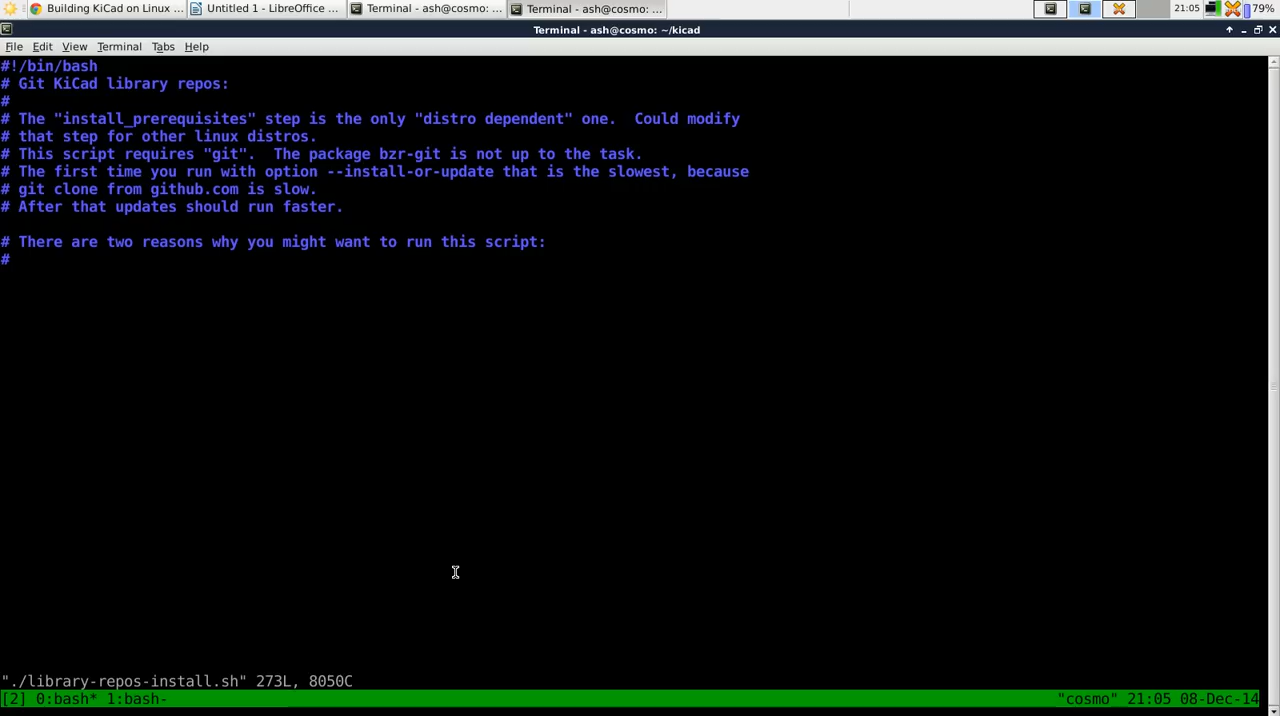 Building KiCad on Linux ...
Untitled 1 - LibreOffice ...
Terminal - ash@cosmo: ...
Terminal - ash@cosmo: ...
21:05
79%
Terminal - ash@cosmo: ~/kicad
File Edit View Terminal Tabs Help
#!/bin/bash
# Git KiCad library repos:
#
# The "install_prerequisites" step is the only "distro dependent" one.  Could modify
# that step for other linux distros.
# This script requires "git".  The package bzr-git is not up to the task.
# The first time you run with option --install-or-update that is the slowest, because
# git clone from github.com is slow.
# After that updates should run faster.
# There are two reasons why you might want to run this script:
#
"./library-repos-install.sh" 273L, 8050C
[2] 0:bash* 1:bash- "cosmo" 21:05 08-Dec-14